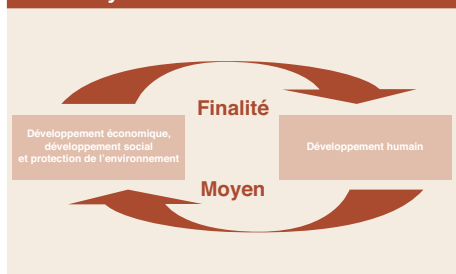 Finalité
Développement économique,
développement social
et protection de l'environnement
Développement humain
Moyen